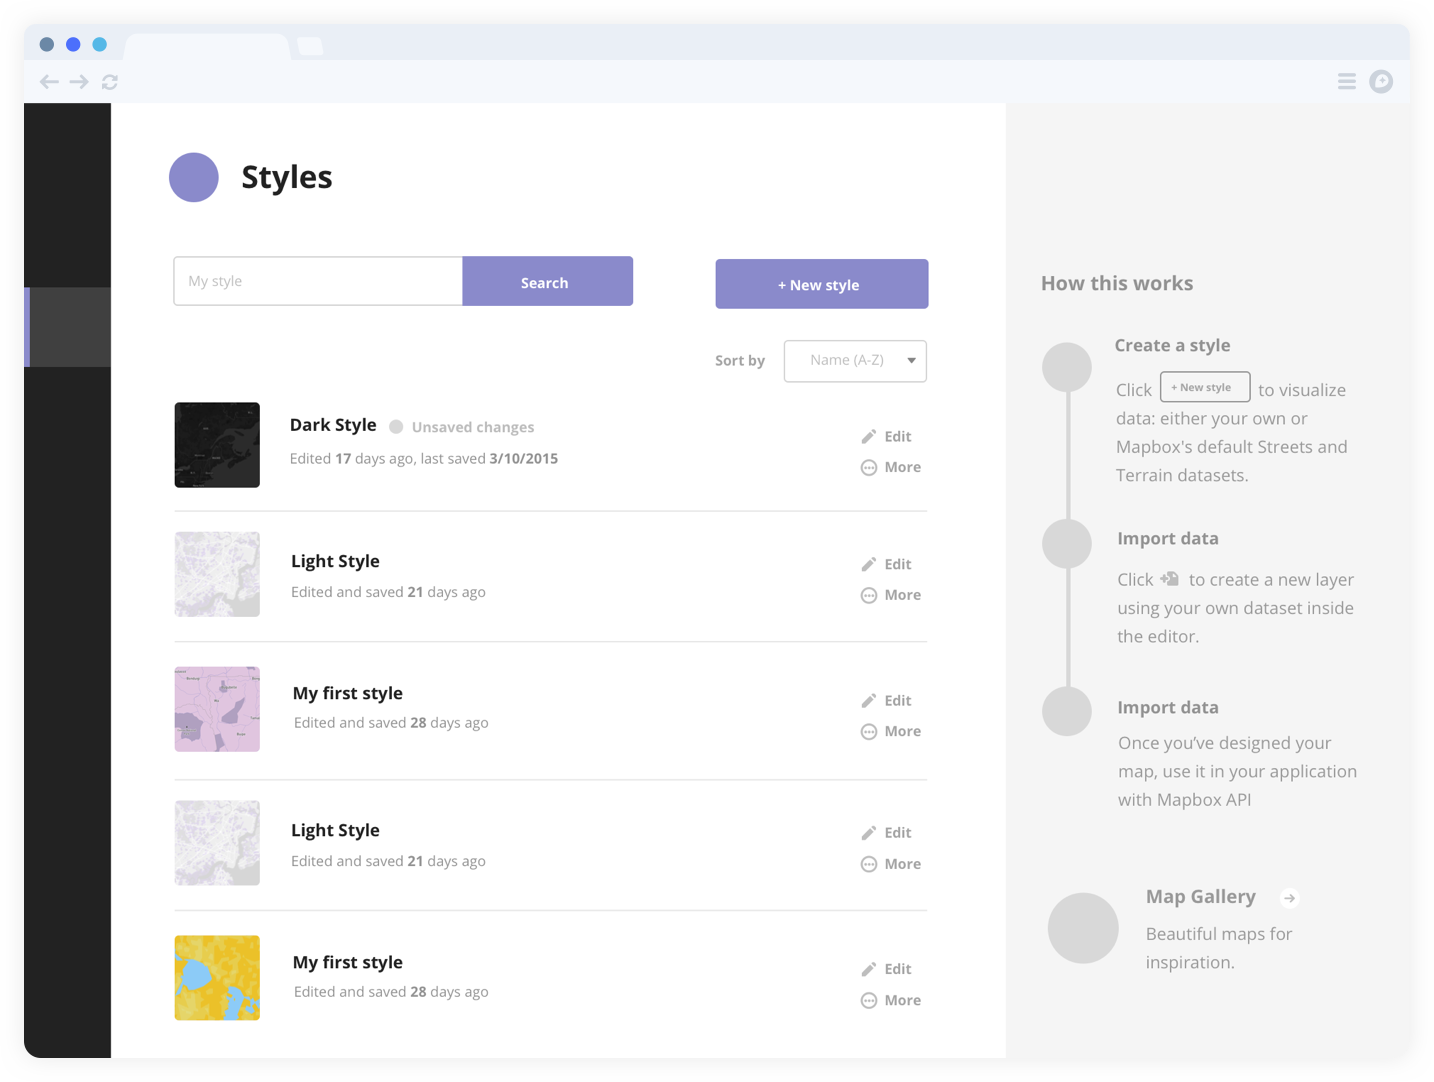 Styles
My style
Search
+ New style
Sort by
Name (A-Z)
Dark Style
Unsaved changes
Edited 17 days ago, last saved 3/10/2015
Edit
More
Light Style
Edited and saved 21 days ago
Edit
More
My first style
Edited and saved 28 days ago
Edit
More
Light Style
Edited and saved 21 days ago
Edit
More
My first style
Edited and saved 28 days ago
Edit
More
How this works
Create a style
Click + New style to visualize
data: either your own or
Mapbox's default Streets and
Terrain datasets.
Import data
Click to create a new layer
using your own dataset inside
the editor.
Import data
Once you’ve designed your
map, use it in your application
with Mapbox API
Map Gallery
Beautiful maps for
inspiration.